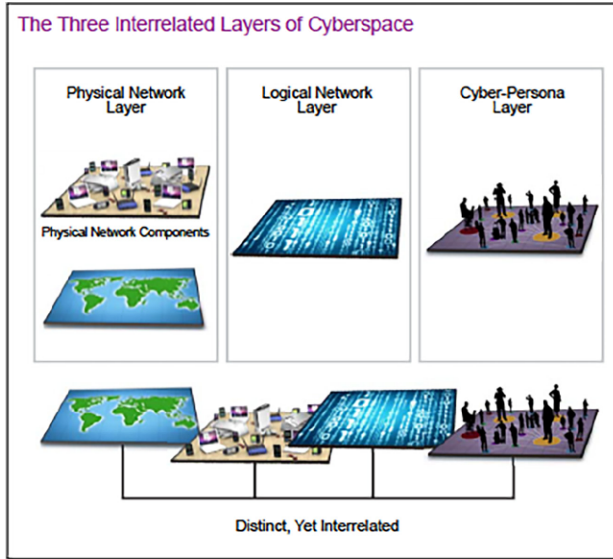 The Three Interrelated Layers of Cyberspace
Physical Network
Layer
Physical Network Components
Logical Network
Layer
Cyber-Persona
Layer
Distinct, Yet Interrelated